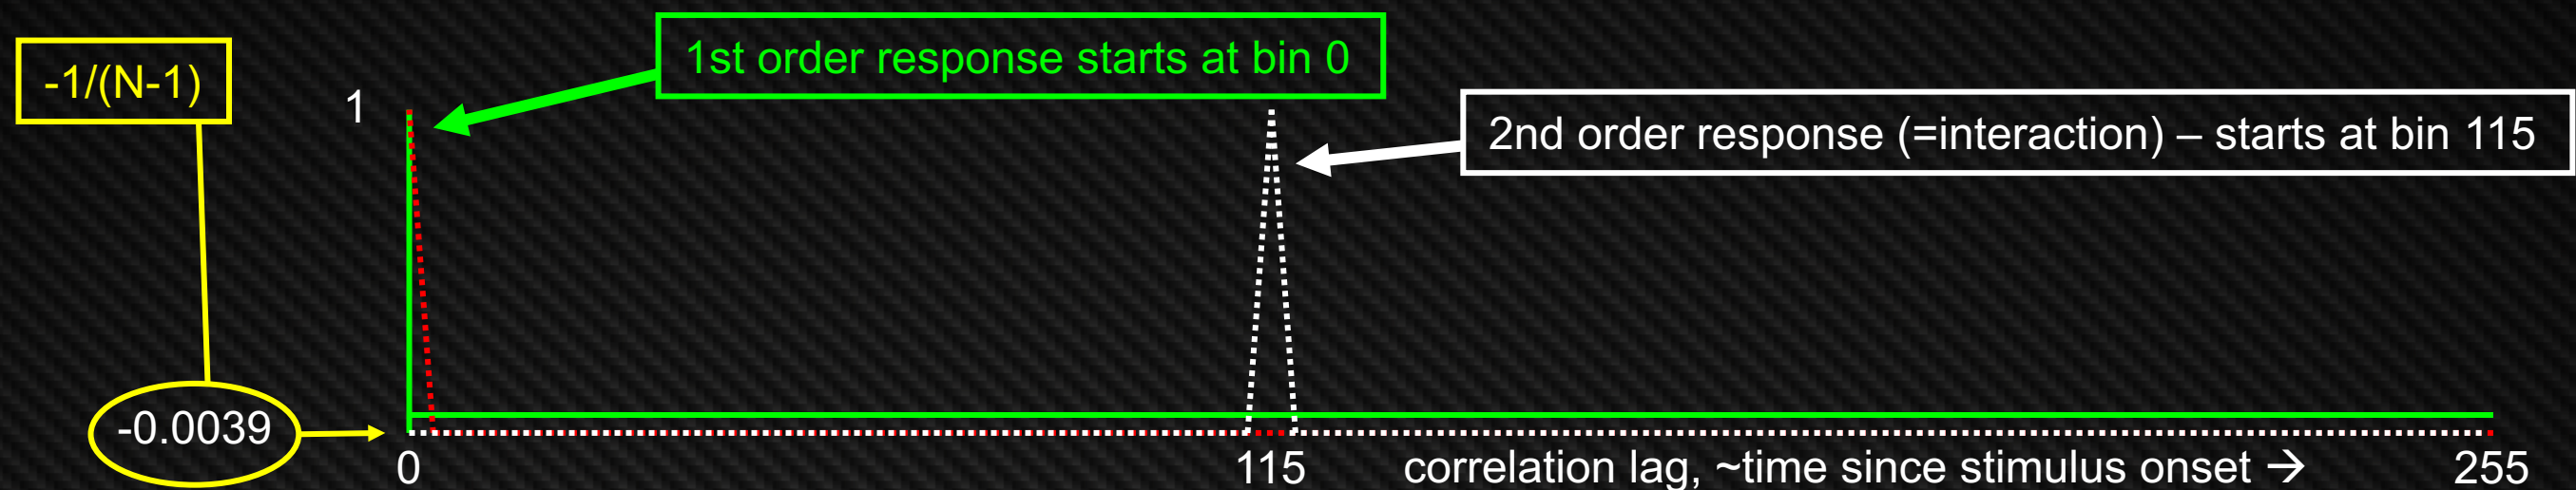 -1/(N-1)
1st order response starts at bin 0
1
2nd order response (=interaction) – starts at bin 115
-0.0039
0
115
correlation lag, ~time since stimulus onset →
255